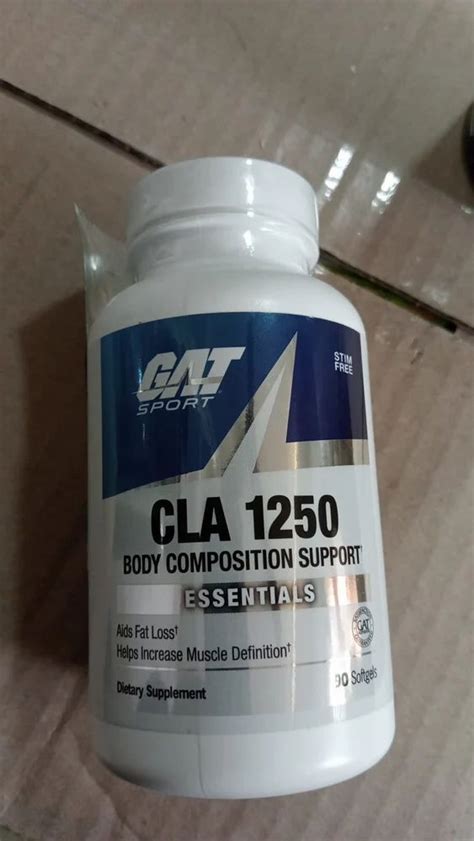 GAT
SPORT
STIM
FREE
CLA 1250
BODY COMPOSITION SUPPORT†
ESSENTIALS
Aids Fat Loss†
Helps Increase Muscle Definition†
GAT
90 Softgels
Dietary Supplement